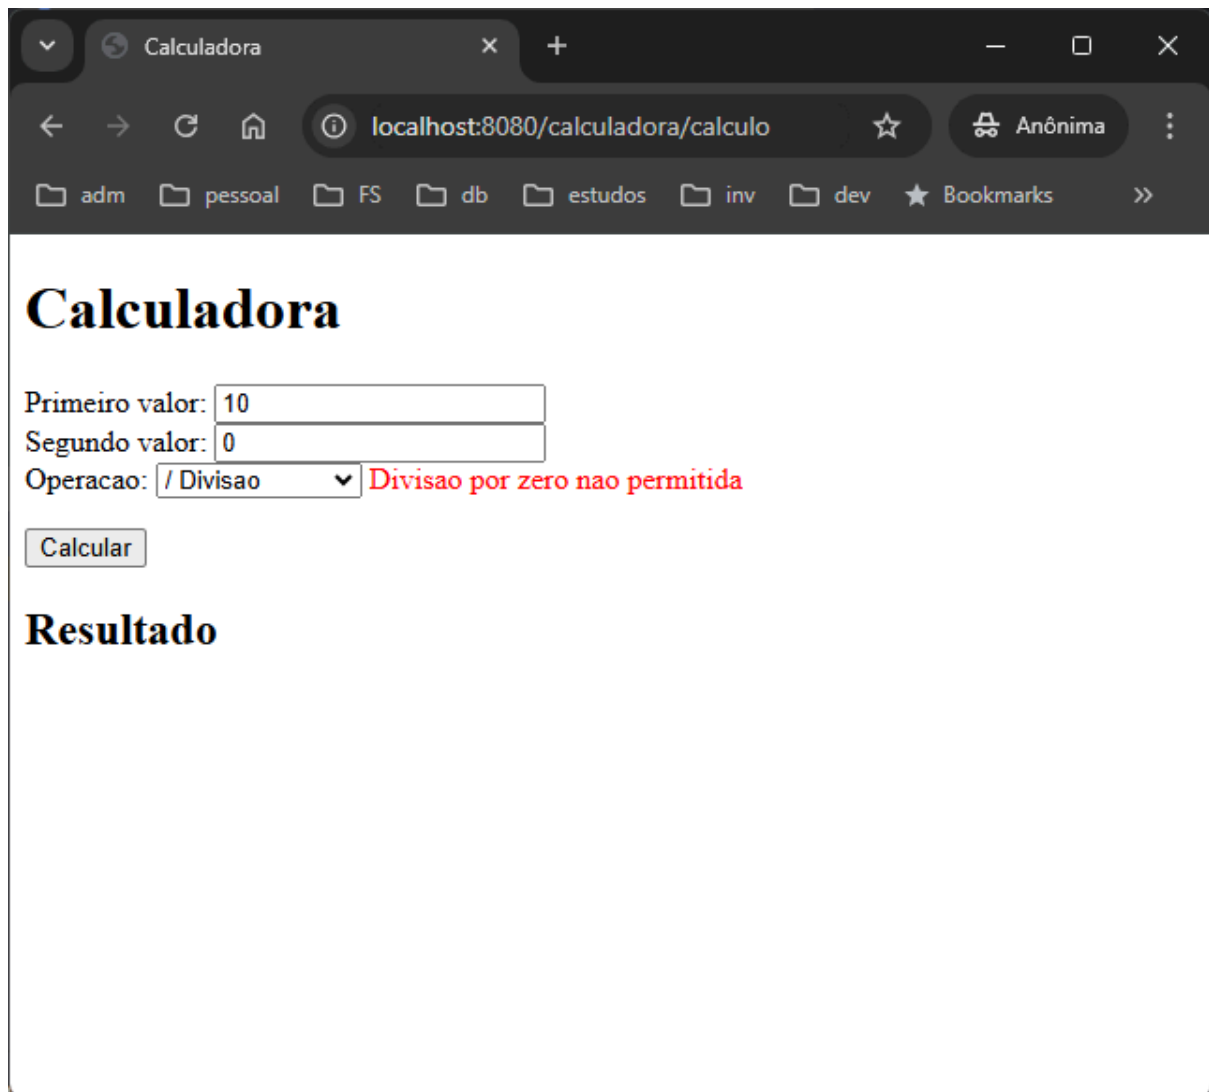 Calculadora
localhost:8080/calculadora/calculo
Anônima
adm pessoal FS db estudos inv dev Bookmarks
Calculadora
Primeiro valor: 10
Segundo valor: 0
Operacao: / Divisao Divisao por zero nao permitida
Calcular
Resultado